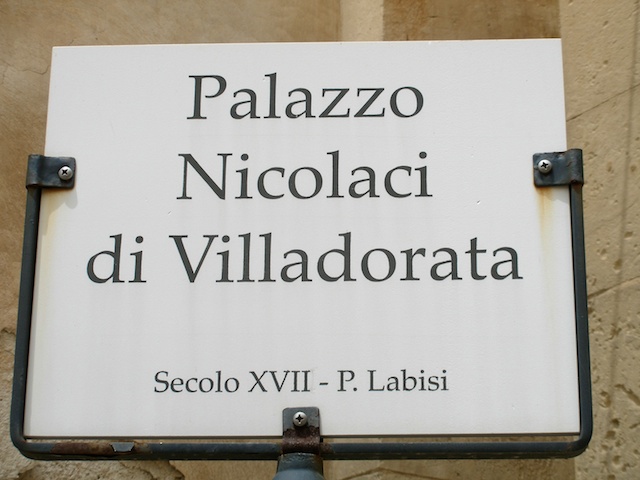 Palazzo
Nicolaci
di Villadorata
Secolo XVII - P. Labisi